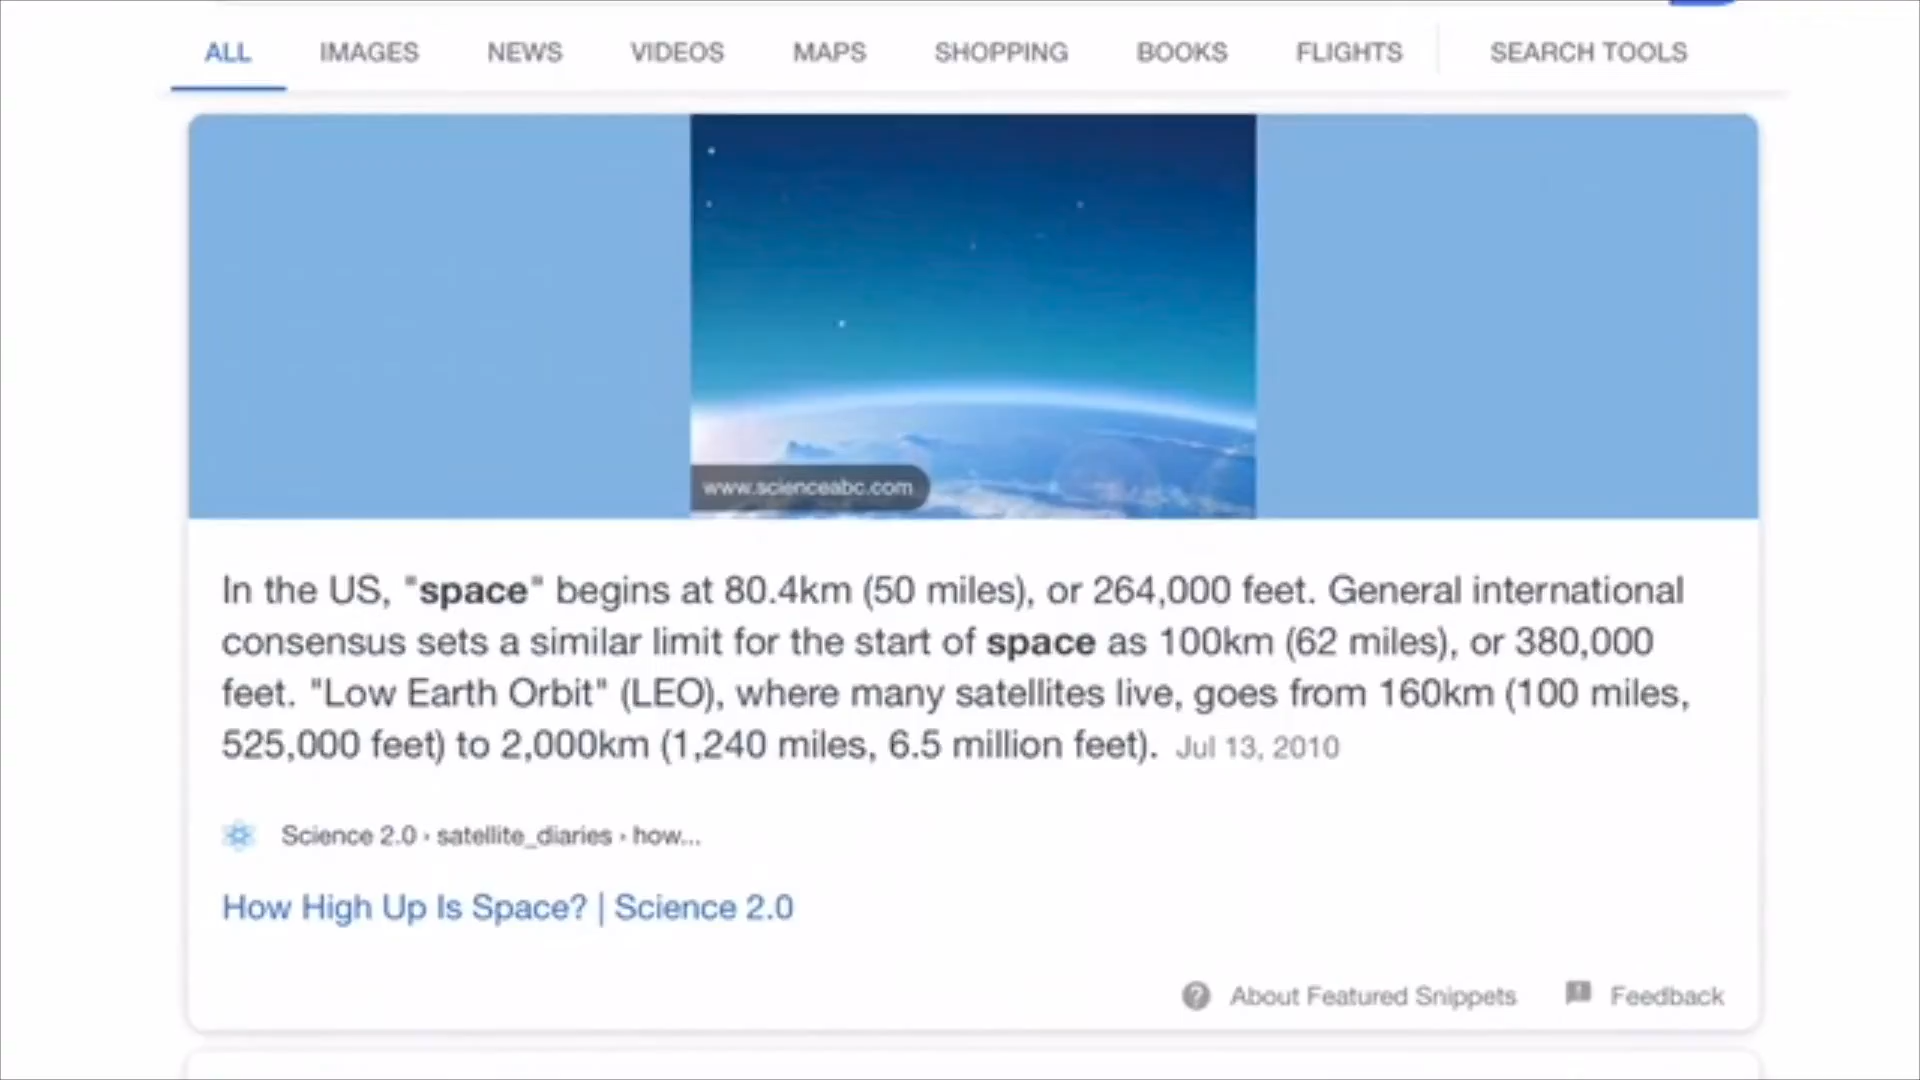 ALL IMAGES NEWS VIDEOS MAPS SHOPPING BOOKS FLIGHTS SEARCH TOOLS
www.scienceabc.com
In the US, "space" begins at 80.4km (50 miles), or 264,000 feet. General international
consensus sets a similar limit for the start of space as 100km (62 miles), or 380,000
feet. "Low Earth Orbit" (LEO), where many satellites live, goes from 160km (100 miles,
525,000 feet) to 2,000km (1,240 miles, 6.5 million feet). Jul 13, 2010
Science 2.0 › satellite_diaries › how...
How High Up Is Space? | Science 2.0
About Featured Snippets Feedback